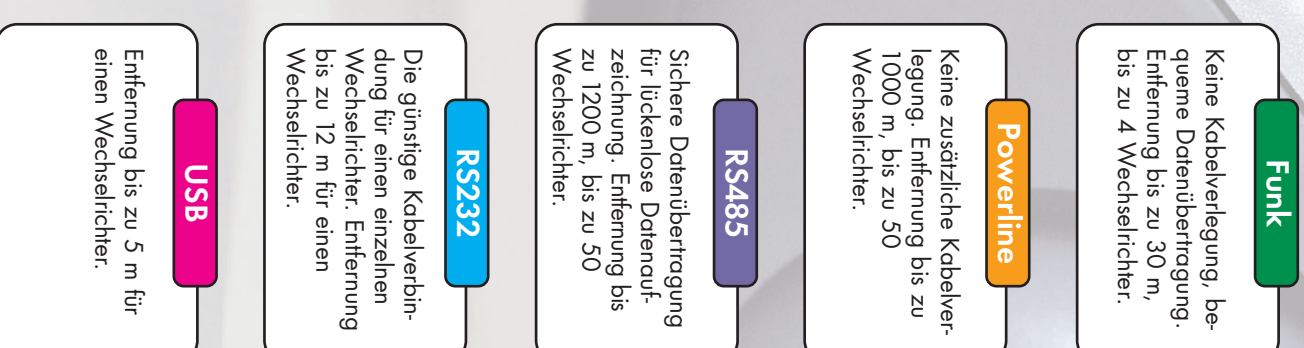 Funk
Keine Kabelverlegung, be-
queme Datenübertragung.
Entfernung bis zu 30 m,
bis zu 4 Wechselrichter.
Powerline
Keine zusätzliche Kabelver-
legung. Entfernung bis zu
1000 m, bis zu 50
Wechselrichter.
RS485
Sichere Datenübertragung
für lückenlose Datenauf-
zeichnung. Entfernung bis
zu 1200 m, bis zu 50
Wechselrichter.
RS232
Die günstige Kabelverbin-
dung für einen einzelnen
Wechselrichter. Entfernung
bis zu 12 m für einen
Wechselrichter.
USB
Entfernung bis zu 5 m für
einen Wechselrichter.